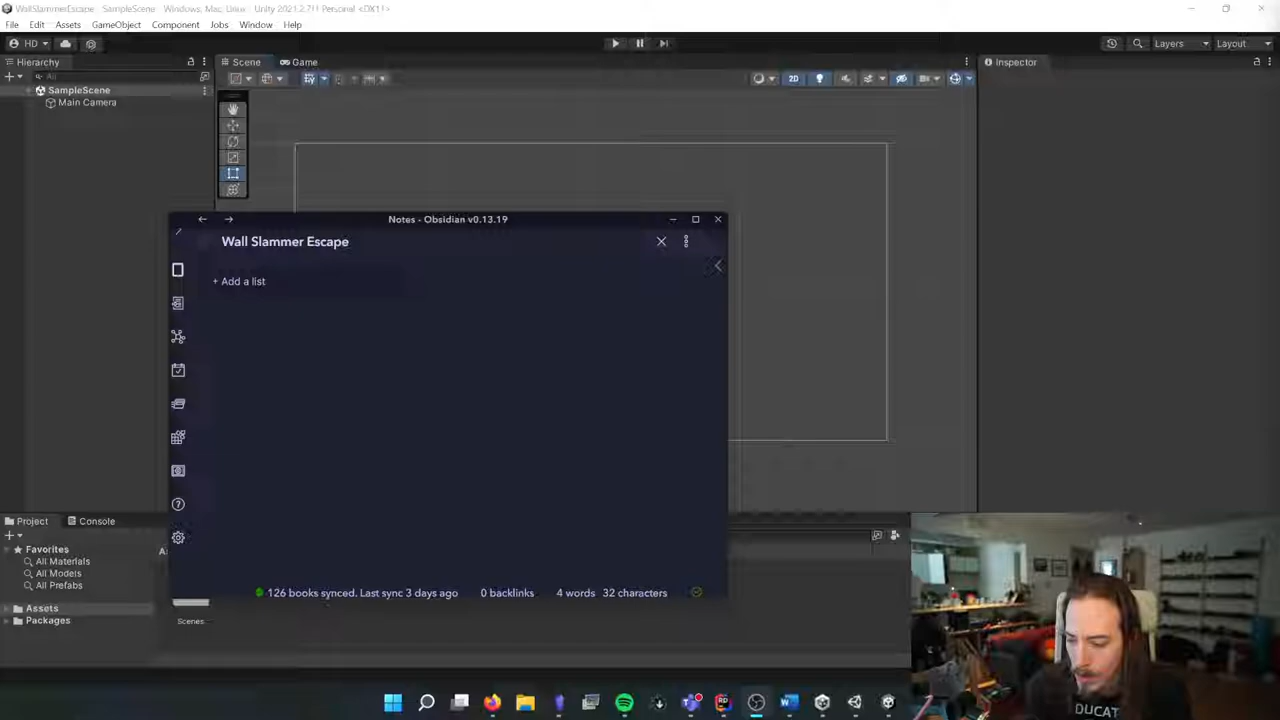 WallSlammerEscape - SampleScene - Windows, Mac, Linux - Unity 2021.2.7f1 Personal <DX11>
File Edit Assets GameObject Component Jobs Window Help
HD Layers Layout
Hierarchy Scene Game Inspector
All 2D
SampleScene
Main Camera
Notes - Obsidian v0.13.19
Wall Slammer Escape
+ Add a list
126 books synced. Last sync 3 days ago 0 backlinks 4 words 32 characters
Project Console
Favorites
All Materials
All Models
All Prefabs
Assets
Packages
Scenes
DUCAT